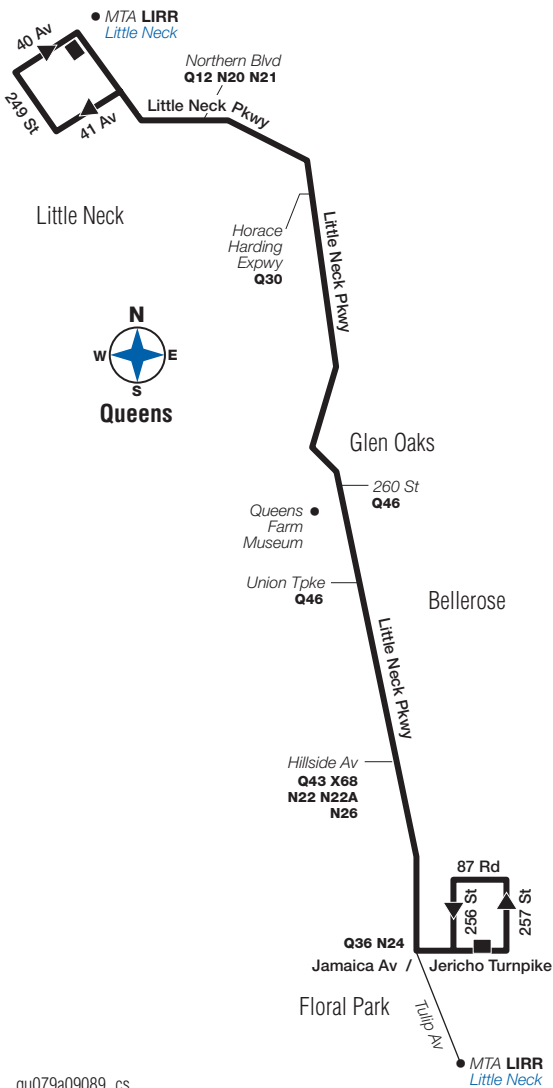 MTA LIRR
Little Neck
40 Av
249 St
41 Av
Northern Blvd
Q12 N20 N21
Little Neck Pkwy
Little Neck
Horace
Harding
Expwy
Q30
Little Neck Pkwy
N
W E
S
Queens
Glen Oaks
260 St
Q46
Queens
Farm
Museum
Union Tpke
Q46
Bellerose
Little Neck Pkwy
Hillside Av
Q43 X68
N22 N22A
N26
87 Rd
256 St
257 St
Q36 N24
Jamaica Av / Jericho Turnpike
Floral Park
Tulip Av
MTA LIRR
Little Neck
qu079a09089_cs